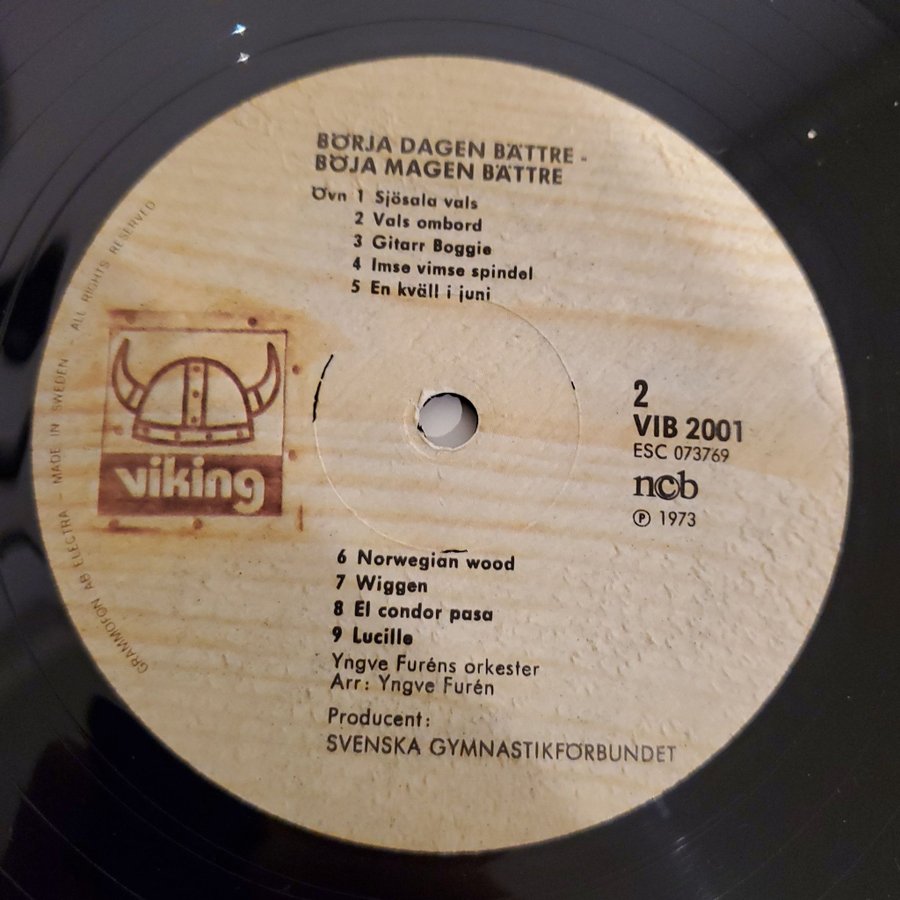 BÖRJA DAGEN BÄTTRE -
BÖJA MAGEN BÄTTRE
Övn 1 Sjösala vals
2 Vals ombord
3 Gitarr Boggie
4 Imse vimse spindel
5 En kväll i juni
viking
2
VIB 2001
ESC 073769
ncb
Ⓟ 1973
6 Norwegian wood
7 Wiggen
8 El condor pasa
9 Lucille
Yngve Furéns orkester
Arr: Yngve Furén
Producent:
SVENSKA GYMNASTIKFÖRBUNDET
GRAMMOFON AB ELECTRA - MADE IN SWEDEN - ALL RIGHTS RESERVED